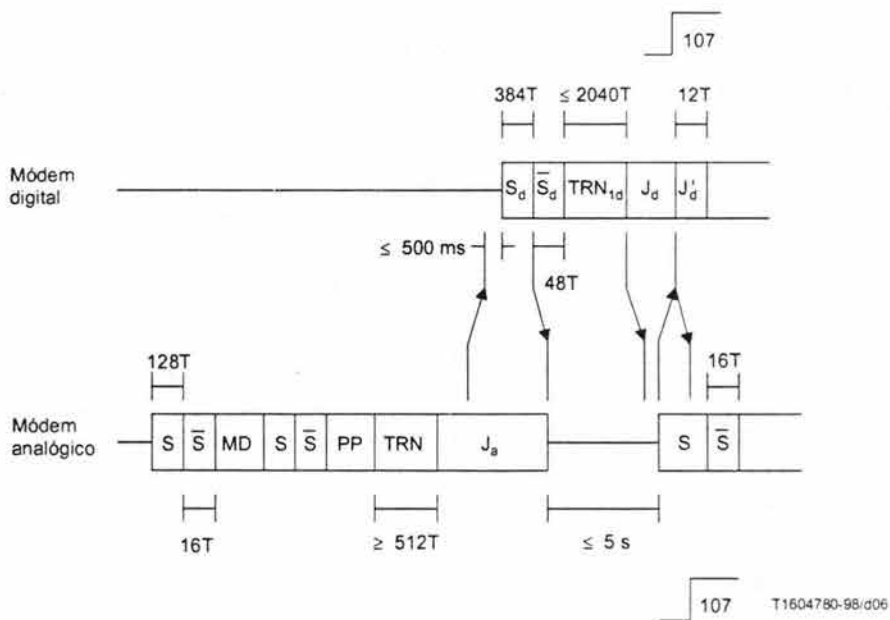 107
384T ≤ 2040T 12T
Módem digital
S_d S̅_d TRN_1d J_d J'_d
≤ 500 ms
48T
128T 16T
Módem analógico
S S̅ MD S S̅ PP TRN J_a S S̅
16T ≥ 512T ≤ 5 s
107
T1604780-98/d06